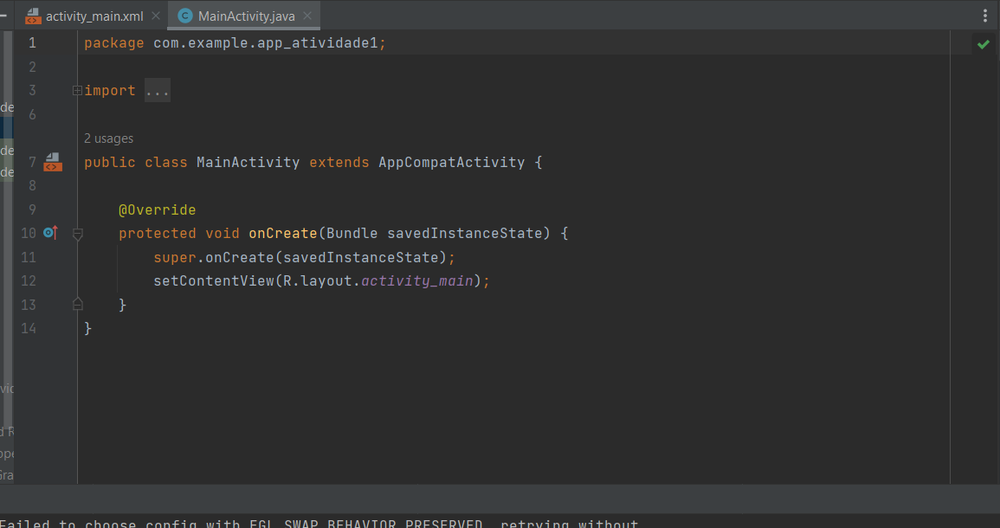 activity_main.xml MainActivity.java
1 package com.example.app_atividade1;
2
3 import ...
6
2 usages
7 public class MainActivity extends AppCompatActivity {
8
9 @Override
10 protected void onCreate(Bundle savedInstanceState) {
11 super.onCreate(savedInstanceState);
12 setContentView(R.layout.activity_main);
13 }
14 }
Failed to choose config with EGL_SWAP_BEHAVIOR_PRESERVED, retrying without